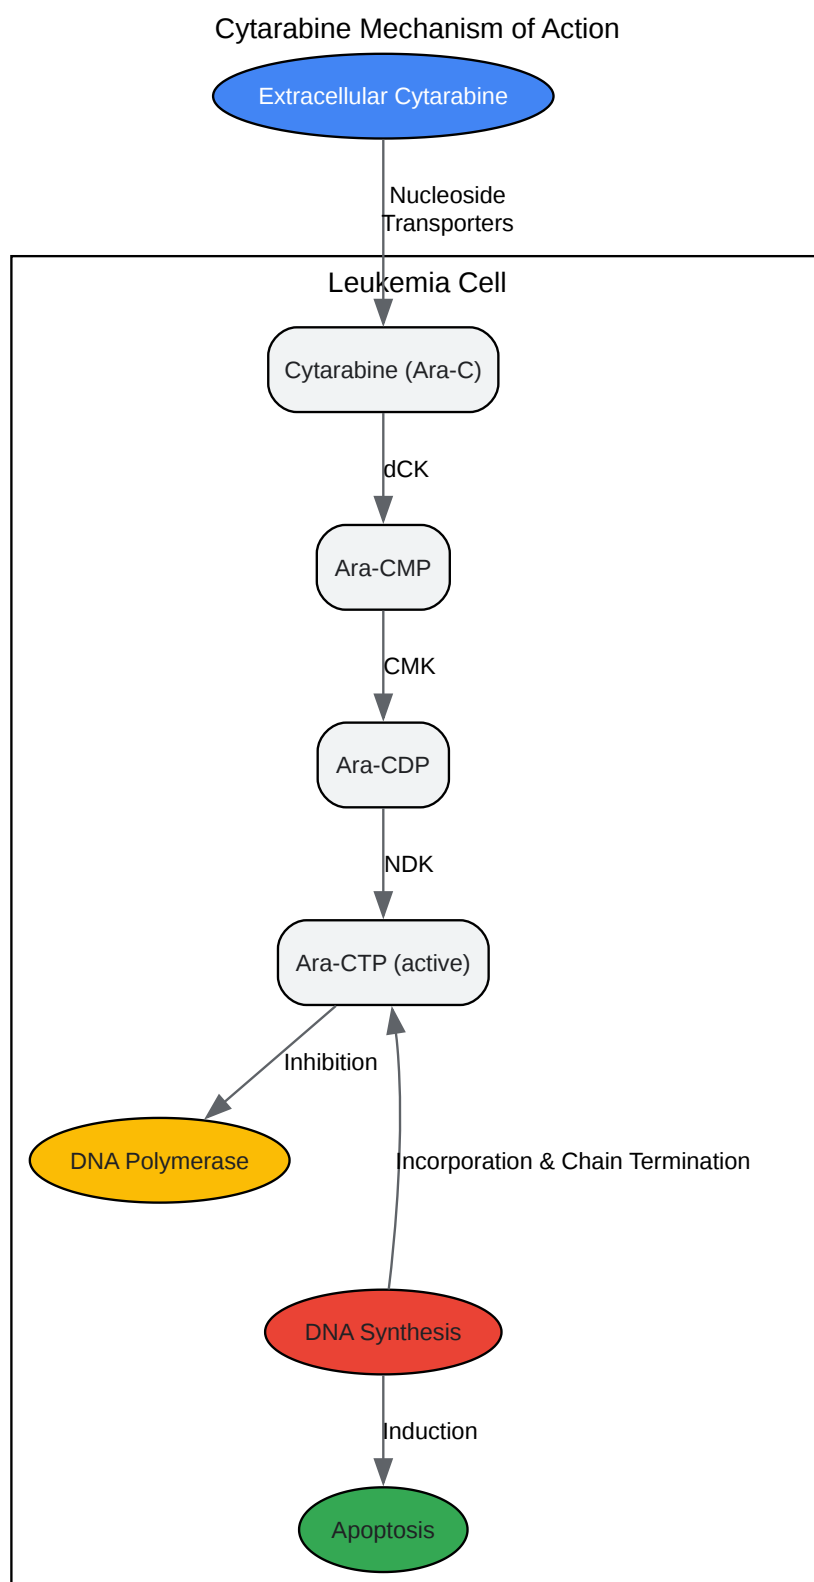 Cytarabine Mechanism of Action
Extracellular Cytarabine
Nucleoside
Transporters
Leukemia Cell
Cytarabine (Ara-C)
dCK
Ara-CMP
CMK
Ara-CDP
NDK
Ara-CTP (active)
Inhibition
DNA Polymerase
Incorporation & Chain Termination
DNA Synthesis
Induction
Apoptosis